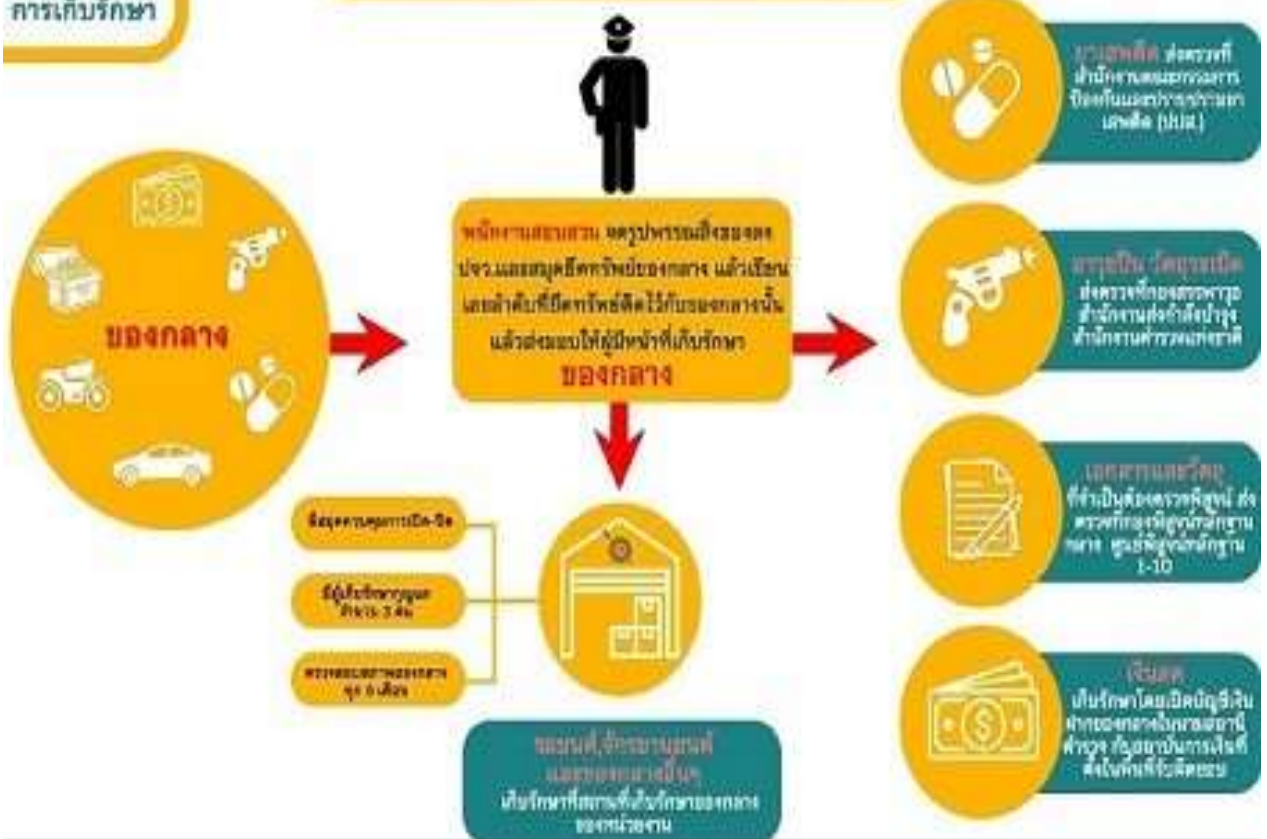 การเก็บรักษา
ของกลาง
พนักงานสอบสวน จดรูปพรรณสิ่งของลง
ปจว.และสมุดยึดทรัพย์ของกลาง แล้วเขียน
เลขลำดับที่ยึดทรัพย์ติดไว้กับของกลางนั้น
แล้วส่งมอบให้ผู้มีหน้าที่เก็บรักษา
ของกลาง
ยาเสพติด ส่งตรวจที่
สำนักงานคณะกรรมการ
ป้องกันและปราบปรามยา
เสพติด (ปปส.)
อาวุธปืน วัตถุระเบิด
ส่งตรวจที่กองสรรพาวุธ
สำนักงานส่งกำลังบำรุง
สำนักงานตำรวจแห่งชาติ
เอกสารและวัตถุ
ที่จำเป็นต้องตรวจพิสูจน์ ส่ง
ตรวจที่กองพิสูจน์หลักฐาน
กลาง ศูนย์พิสูจน์หลักฐาน
1-10
เงินสด
เก็บรักษาโดยเปิดบัญชีเงิน
ฝากของกลางในนามสถานี
ตำรวจ กับสถาบันการเงินที่
ตั้งในพื้นที่รับผิดชอบ
มีสมุดควบคุมการเปิด-ปิด
มีผู้เก็บรักษากุญแจ
จำนวน 3 คน
ตรวจสอบสภาพของกลาง
ทุก 6 เดือน
รถยนต์,จักรยานยนต์
และของกลางอื่นๆ
เก็บรักษาที่สถานที่เก็บรักษาของกลาง
ของหน่วยงาน